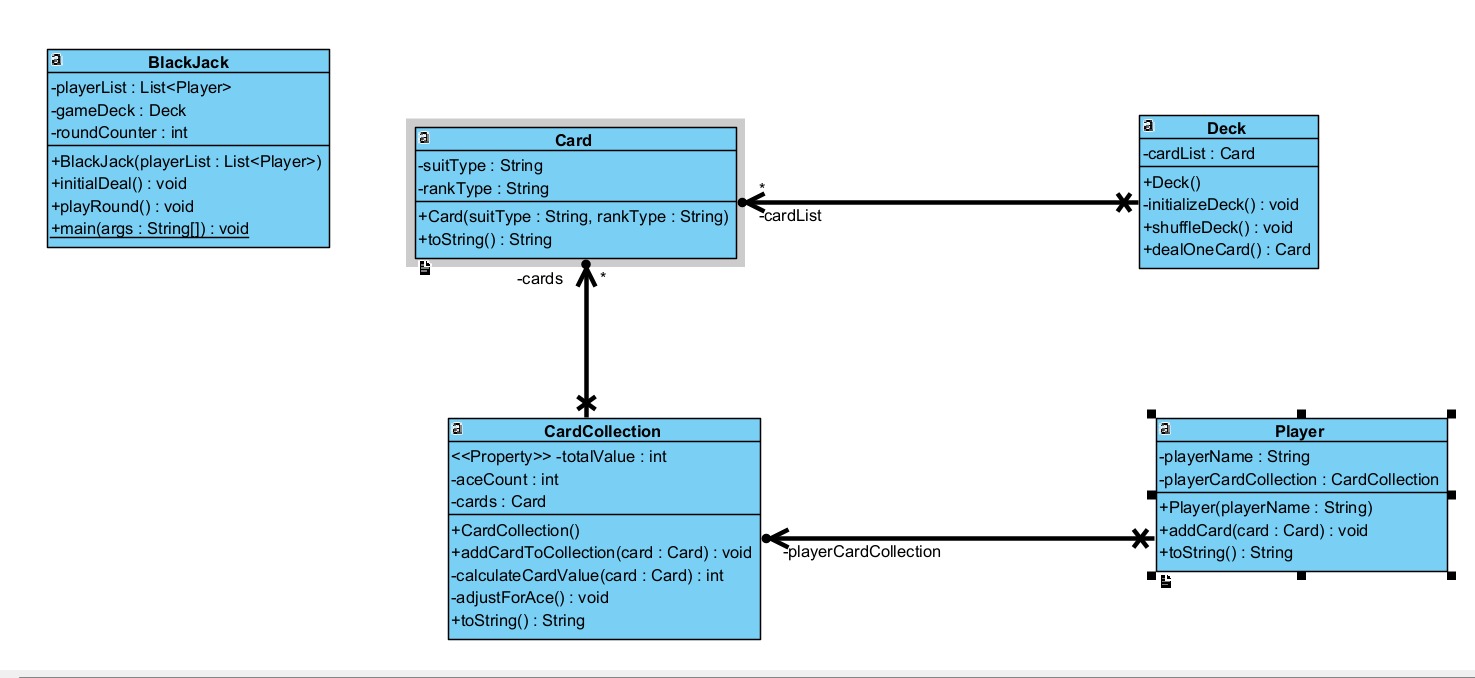 BlackJack
-playerList : List<Player>
-gameDeck : Deck
-roundCounter : int
+BlackJack(playerList : List<Player>)
+initialDeal() : void
+playRound() : void
+main(args : String[]) : void
Card
-suitType : String
-rankType : String
+Card(suitType : String, rankType : String)
+toString() : String
Deck
-cardList : Card
+Deck()
-initializeDeck() : void
+shuffleDeck() : void
+dealOneCard() : Card
*
-cardList
-cards
*
CardCollection
<<Property>> -totalValue : int
-aceCount : int
-cards : Card
+CardCollection()
+addCardToCollection(card : Card) : void
-calculateCardValue(card : Card) : int
-adjustForAce() : void
+toString() : String
-playerCardCollection
Player
-playerName : String
-playerCardCollection : CardCollection
+Player(playerName : String)
+addCard(card : Card) : void
+toString() : String